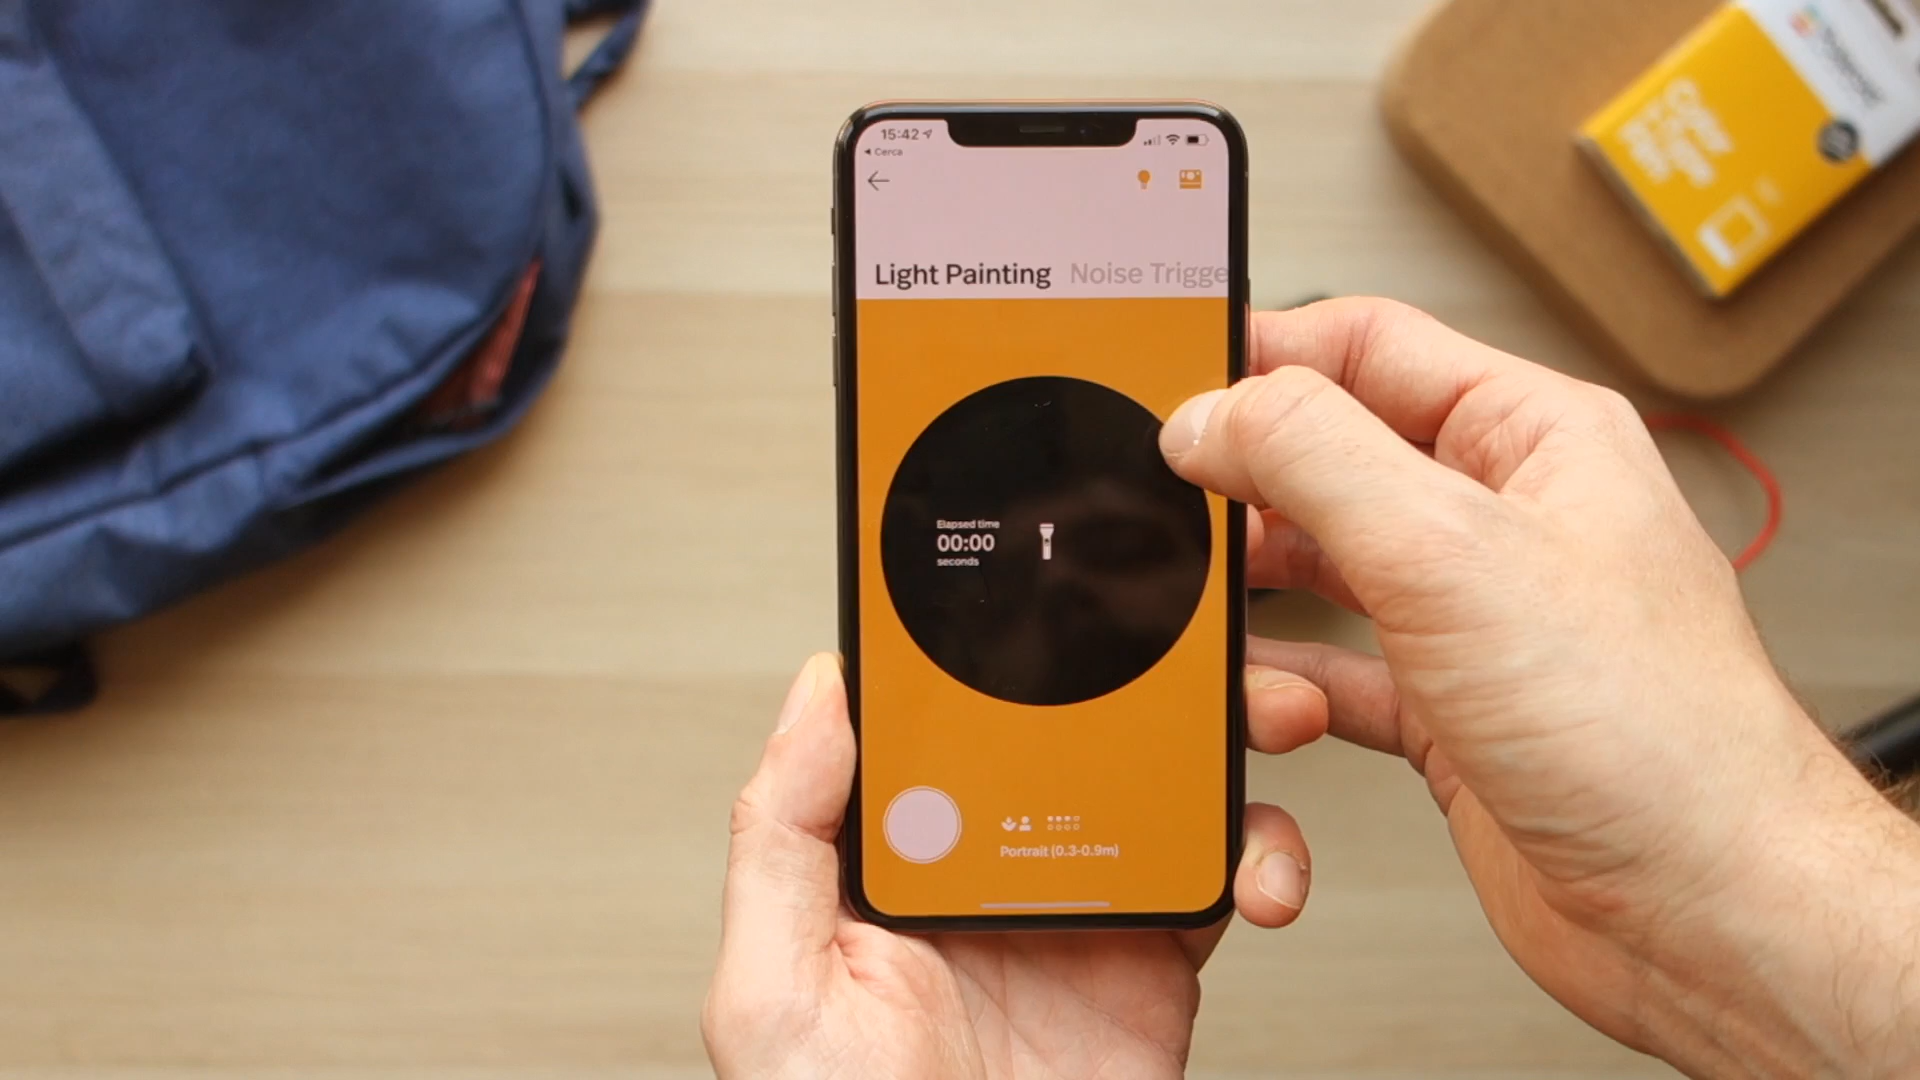 15:42
Cerca
Light Painting
Noise Trigge
Elapsed time
00:00
seconds
Portrait (0.3-0.9m)